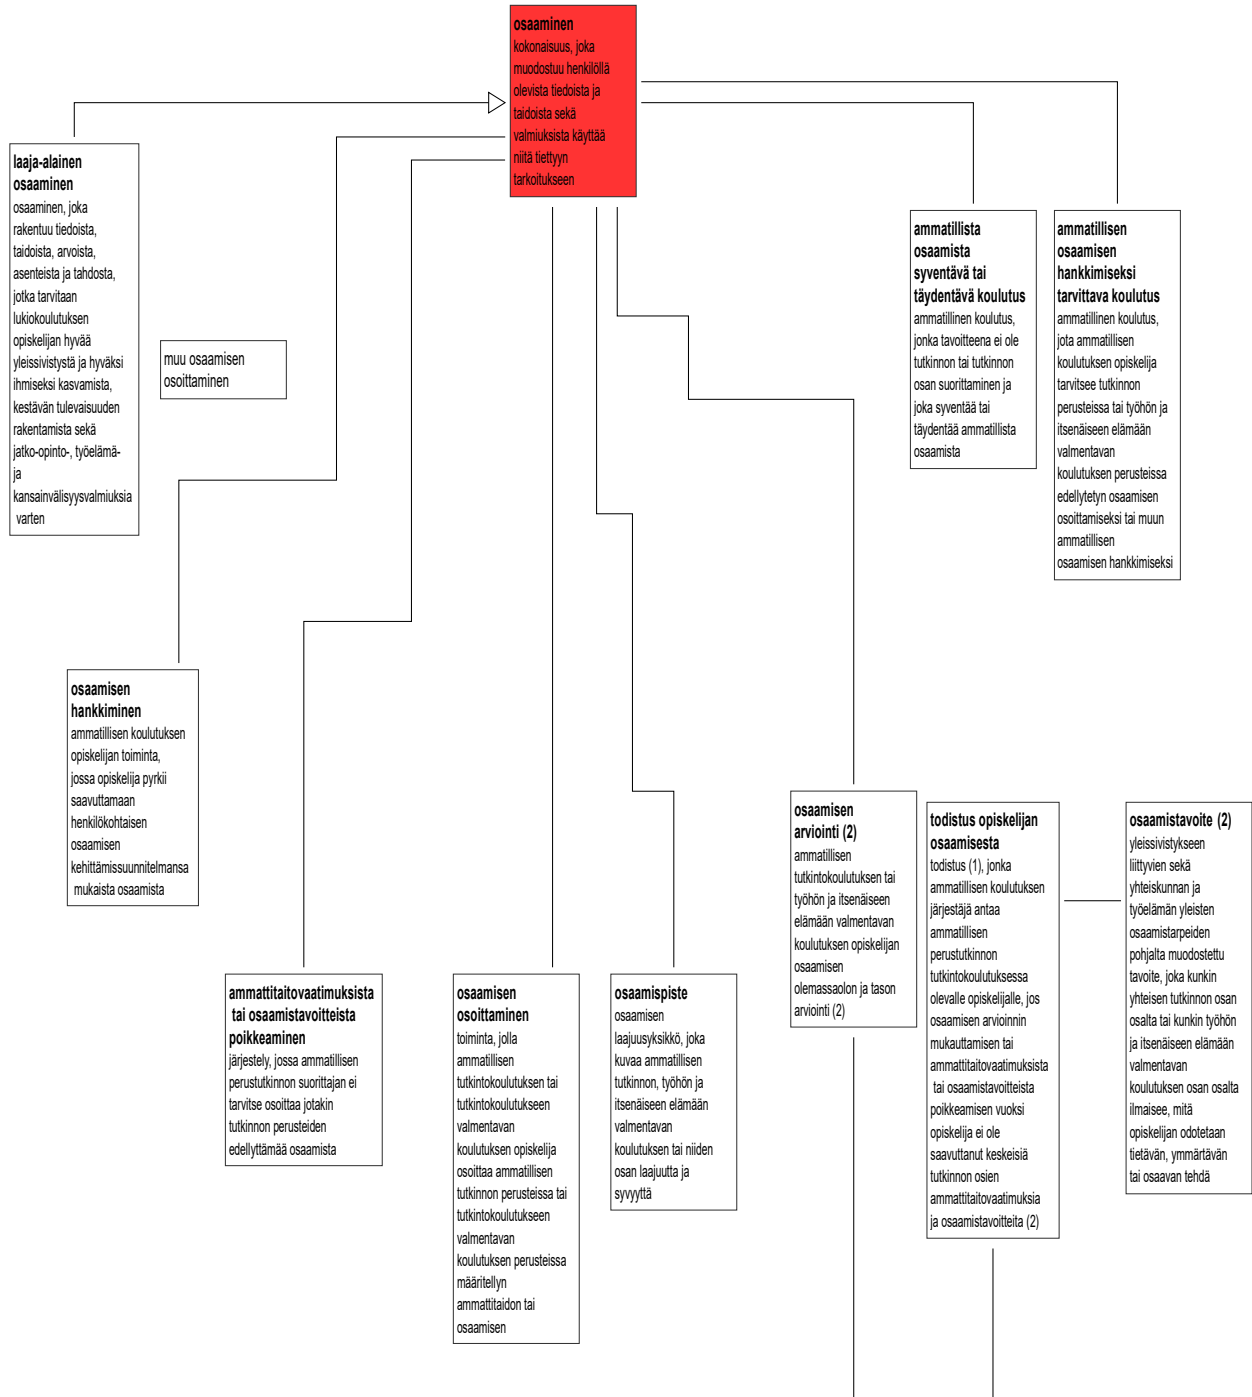 osaaminen
kokonaisuus, joka
muodostuu henkilöllä
olevista tiedoista ja
taidoista sekä
valmiuksista käyttää
niitä tiettyyn
tarkoitukseen
laaja-alainen
osaaminen
osaaminen, joka
rakentuu tiedoista,
taidoista, arvoista,
asenteista ja tahdosta,
jotka tarvitaan
lukiokoulutuksen
opiskelijan hyvää
yleissivistystä ja hyväksi
ihmiseksi kasvamista,
kestävän tulevaisuuden
rakentamista sekä
jatko-opinto-, työelämä-
ja
kansainvälisyysvalmiuksia
varten
muu osaamisen
osoittaminen
ammatillista
osaamista
syventävä tai
täydentävä koulutus
ammatillinen koulutus,
jonka tavoitteena ei ole
tutkinnon tai tutkinnon
osan suorittaminen ja
joka syventää tai
täydentää ammatillista
osaamista
ammatillisen
osaamisen
hankkimiseksi
tarvittava koulutus
ammatillinen koulutus,
jota ammatillisen
koulutuksen opiskelija
tarvitsee tutkinnon
perusteissa tai työhön ja
itsenäiseen elämään
valmentavan
koulutuksen perusteissa
edellytetyn osaamisen
osoittamiseksi tai muun
ammatillisen
osaamisen hankkimiseksi
osaamisen
hankkiminen
ammatillisen koulutuksen
opiskelijan toiminta,
jossa opiskelija pyrkii
saavuttamaan
henkilökohtaisen
osaamisen
kehittämissuunnitelmansa
mukaista osaamista
ammattitaitovaatimuksista
tai osaamistavoitteista
poikkeaminen
järjestely, jossa ammatillisen
perustutkinnon suorittajan ei
tarvitse osoittaa jotakin
tutkinnon perusteiden
edellyttämää osaamista
osaamisen
osoittaminen
toiminta, jolla
ammatillisen
tutkintokoulutuksen tai
tutkintokoulutukseen
valmentavan
koulutuksen opiskelija
osoittaa ammatillisen
tutkinnon perusteissa tai
tutkintokoulutukseen
valmentavan
koulutuksen perusteissa
määritellyn
ammattitaidon tai
osaamisen
osaamispiste
osaamisen
laajuusyksikkö, joka
kuvaa ammatillisen
tutkinnon, työhön ja
itsenäiseen elämään
valmentavan
koulutuksen tai niiden
osan laajuutta ja
syvyyttä
osaamisen
arviointi (2)
ammatillisen
tutkintokoulutuksen tai
työhön ja itsenäiseen
elämään valmentavan
koulutuksen opiskelijan
osaamisen
olemassaolon ja tason
arviointi (2)
todistus opiskelijan
osaamisesta
todistus (1), jonka
ammatillisen koulutuksen
järjestäjä antaa
ammatillisen
perustutkinnon
tutkintokoulutuksessa
olevalle opiskelijalle, jos
osaamisen arvioinnin
mukauttamisen tai
ammattitaitovaatimuksista
tai osaamistavoitteista
poikkeamisen vuoksi
opiskelija ei ole
saavuttanut keskeisiä
tutkinnon osien
ammattitaitovaatimuksia
ja osaamistavoitteita (2)
osaamistavoite (2)
yleissivistykseen
liittyvien sekä
yhteiskunnan ja
työelämän yleisten
osaamistarpeiden
pohjalta muodostettu
tavoite, joka kunkin
yhteisen tutkinnon osan
osalta tai kunkin työhön
ja itsenäiseen elämään
valmentavan
koulutuksen osan osalta
ilmaisee, mitä
opiskelijan odotetaan
tietävän, ymmärtävän
tai osaavan tehdä